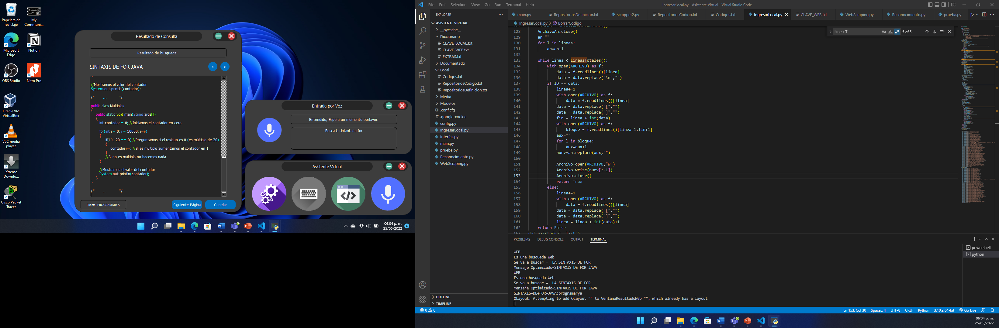 Papelera de
reciclaje
My
Communi...
Microsoft
Edge
Notion
OBS Studio
Nitro Pro
Oracle VM
VirtualBox
VLC media
player
Xtreme
Downlo...
Cisco Packet
Tracer
Resultado de Consulta
Resultado de busqueda:
SINTAXIS DE FOR JAVA
<
>
}
//Mostramos el valor del contador
System.out.println(contador);
/* ... */
public class Multiplos
{
public static void main(String args[])
{
int contador = 0; //Iniciamos el contador en cero
for(int i = 0; i = 10000; i++)
{
if(i % 20 == 0) //Preguntamos si el residuo es 0 (es múltiplo de 20)
{
contador++; //Si es múltiplo aumentamos el contador en 1
}
//Si no es múltiplo no hacemos nada
}
//Mostramos el valor del contador
System.out.println(contador);
}
}
/* ... */
Fuente: PROGRAMARYA
Siguiente Página
Guardar
Entrada por Voz
Entendido, Espera un momento porfavor.
Busca la sintaxis de for
Asistente Virtual
06:04 p. m.
25/05/2022
4
File Edit Selection View Go Run Terminal Help
IngresarLocal.py - Asistente Virtual - Visual Studio Code
EXPLORER
ASISTENTE VIRTUAL
__pycache__
Diccionario
CLAVE_LOCAL.txt
CLAVE_WEB.txt
EXTRAS.txt
Documentado
Local
Codigos.txt
RepositoriosCodigo.txt
RepositoriosDefinicion.txt
Media
Modelos
.conf.cfg
.google-cookie
config.py
IngresarLocal.py
Interfaz.py
main.py
prueba.py
Reconocimiento.py
WebScraping.py
OUTLINE
TIMELINE
main.py RepositoriosDefinicion.txt scrapper2.py RepositoriosCodigo.txt Codigos.txt IngresarLocal.py CLAVE_WEB.txt WebScraping.py Reconocimiento.py prueba.py
IngresarLocal.py > BorrarCodigo
LineasT
Aa ab .* 5 of 5
128 ArchivoAn.close()
129 an=""
130 for l in lineas:
131 an=an+l
132
133 while linea < LineasTotales():
134 with open(ARCHIVO) as f:
135 data = f.readlines()[linea]
136 data = data.replace("\n","")
137 if ID == data:
138 linea+=1
139 with open(ARCHIVO) as f:
140 data = f.readlines()[linea]
141 data = data.replace("[","")
142 data = data.replace("]","")
143 fin = linea + int(data)
144 with open(ARCHIVO) as f:
145 bloque = f.readlines()[linea-1:fin+1]
146 aux=""
147 for l in bloque:
148 aux=aux+l
149 nuev=an.replace(aux,"")
150
151 Archivo=open(ARCHIVO,"w")
152 Archivo.write(nuev[:-1])
153 Archivo.close()
154 return True
155 else:
156 linea+=1
157 with open(ARCHIVO) as f:
158 data = f.readlines()[linea]
159 data = data.replace("[","")
160 data = data.replace("]","")
161 linea = linea + int(data)+1
162 return False
163 def existe(val, lista):
PROBLEMS DEBUG CONSOLE OUTPUT TERMINAL
powershell
python
WEB
Es una busqueda Web
Se va a buscar = LA SINTAXIS DE FOR
Mensaje Optimizado=SINTAXIS DE FOR JAVA
WEB
Es una busqueda Web
Se va a buscar = LA SINTAXIS DE FOR
Mensaje Optimizado=SINTAXIS DE FOR JAVA
SINTAXIS+DE+FOR+JAVA:programarya
QLayout: Attempting to add QLayout "" to VentanaResultadoWeb "", which already has a layout
0 0
Ln 153, Col 30 Spaces: 4 UTF-8 CRLF Python 3.10.2 64-bit Go Live
06:04 p. m.
25/05/2022